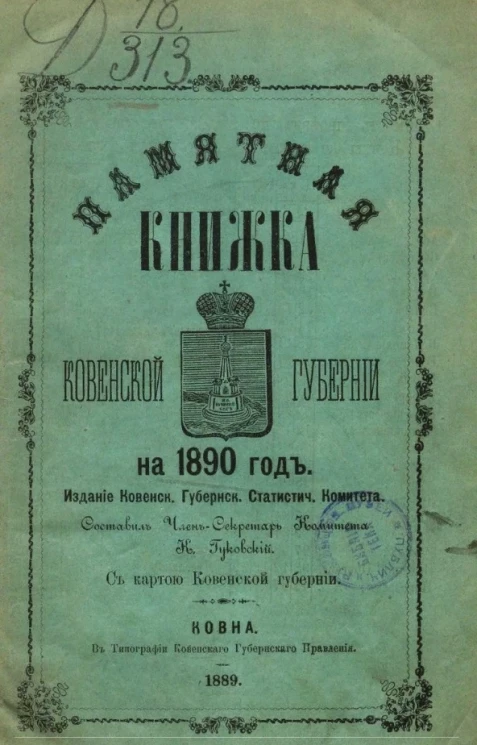 D 18.
313.
ПАМЯТНАЯ
КНИЖКА
КОВЕНСКОЙ ГУБЕРНІИ
на 1890 годъ.
Изданіе Ковенск. Губернск. Статистич. Комитета.
Составилъ Членъ-Секретарь Комитета
К. Гуковскій.
Съ картою Ковенской губерніи.
КОВНА.
Въ Типографіи Ковенскаго Губернскаго Правленія.
1889.